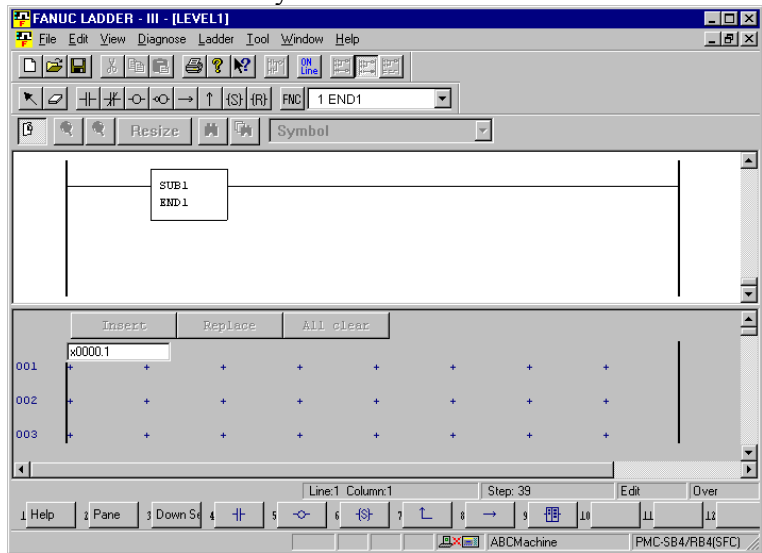 FANUC LADDER - III - [LEVEL1]
File Edit View Diagnose Ladder Tool Window Help
ON Line
{S} {R} FNC 1 END1
Resize Symbol
SUB1
END1
Insert Replace All clear
x0000.1
001
002
003
Line:1 Column:1 Step: 39 Edit Over
1 Help 2 Pane 3 Down Se 4 5 6 {S} 7 8 9 10 11 12
ABCMachine PMC-SB4/RB4(SFC)